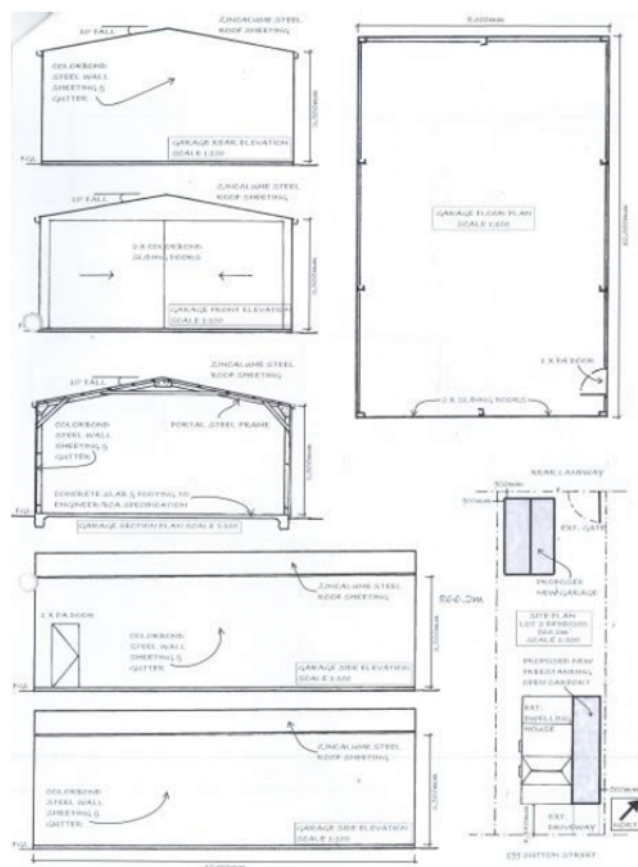 10° FALL
ZINCALUME STEEL
ROOF SHEETING
COLORBOND
STEEL WALL
SHEETING &
GUTTER
GARAGE REAR ELEVATION
SCALE 1:100
FGL
10° FALL
ZINCALUME STEEL
ROOF SHEETING
2 X COLORBOND
SLIDING DOORS
GARAGE FRONT ELEVATION
SCALE 1:100
10° FALL
ZINCALUME STEEL
ROOF SHEETING
COLORBOND
STEEL WALL
SHEETING &
GUTTER
PORTAL STEEL FRAME
CONCRETE SLAB & FOOTING TO
ENGINEER/BCA SPECIFICATION
FGL
GARAGE SECTION PLAN SCALE 1:100
ZINCALUME STEEL
ROOF SHEETING
1 X PA DOOR
COLORBOND
STEEL WALL
SHEETING &
GUTTER
GARAGE SIDE ELEVATION
SCALE 1:100
FGL
ZINCALUME STEEL
ROOF SHEETING
COLORBOND
STEEL WALL
SHEETING &
GUTTER
GARAGE SIDE ELEVATION
SCALE 1:100
FGL
GARAGE FLOOR PLAN
SCALE 1:100
1 X PA DOOR
2 X SLIDING DOORS
REAR LANEWAY
900mm
900mm
EXT. GATE
PROPOSED
NEW GARAGE
866.2m
SITE PLAN
PROPOSED NEW
FREESTANDING
OPEN CARPORT
EXT.
DWELLING
HOUSE
NORTH
EXT.
DRIVEWAY
DUTTON STREET